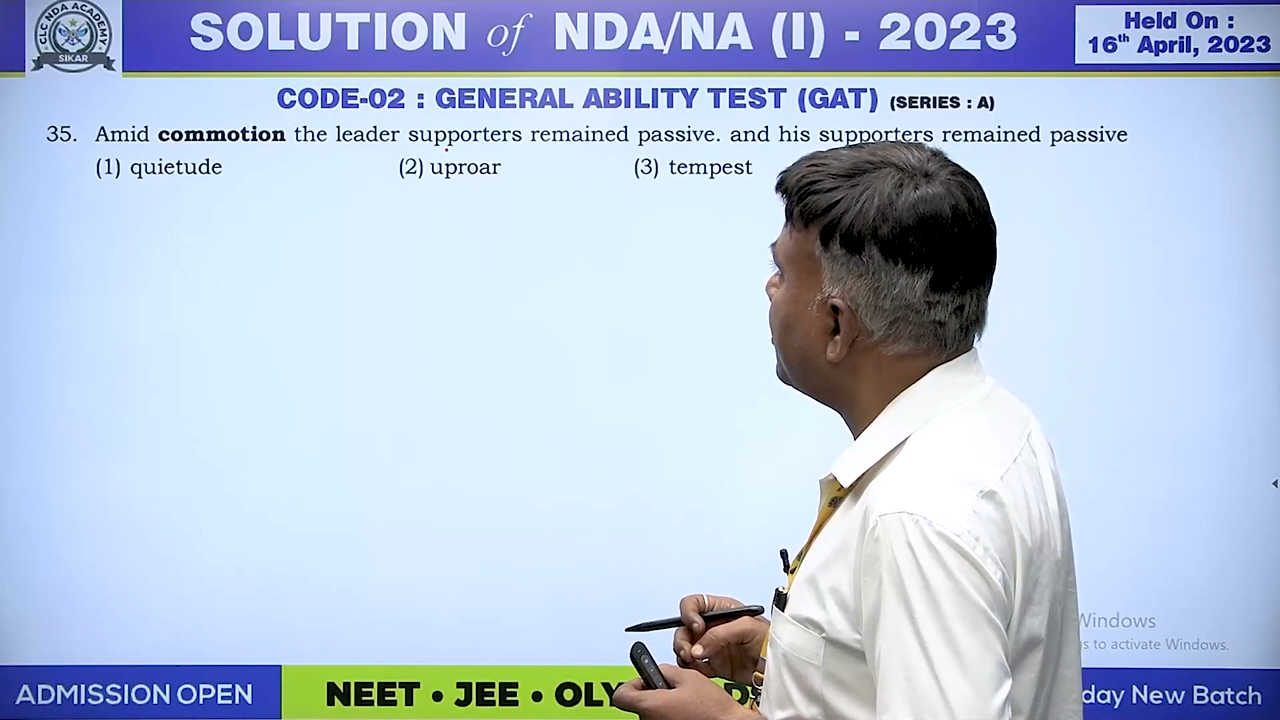 CLC NDA ACADEMY
SIKAR
SOLUTION of NDA/NA (I) - 2023
Held On :
16th April, 2023
CODE-02 : GENERAL ABILITY TEST (GAT) (SERIES : A)
35. Amid commotion the leader supporters remained passive. and his supporters remained passive
(1) quietude (2) uproar (3) tempest
Windows
to activate Windows.
ADMISSION OPEN
NEET • JEE •
New Batch